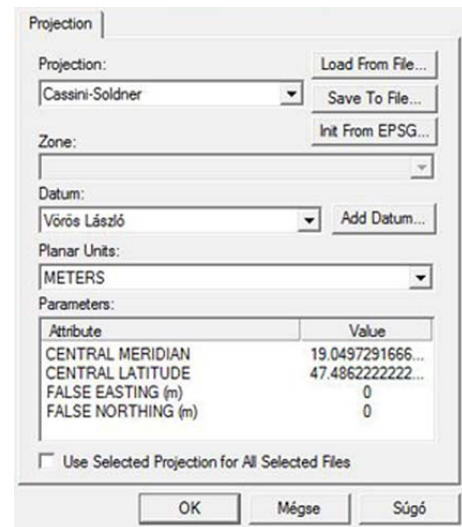 Projection
Projection:
Load From File...
Cassini-Soldner
Save To File...
Init From EPSG...
Zone:
Datum:
Vörös László
Add Datum...
Planar Units:
METERS
Parameters:
Attribute Value
CENTRAL MERIDIAN 19.0497291666...
CENTRAL LATITUDE 47.4862222222...
FALSE EASTING (m) 0
FALSE NORTHING (m) 0
Use Selected Projection for All Selected Files
OK Mégse Súgó